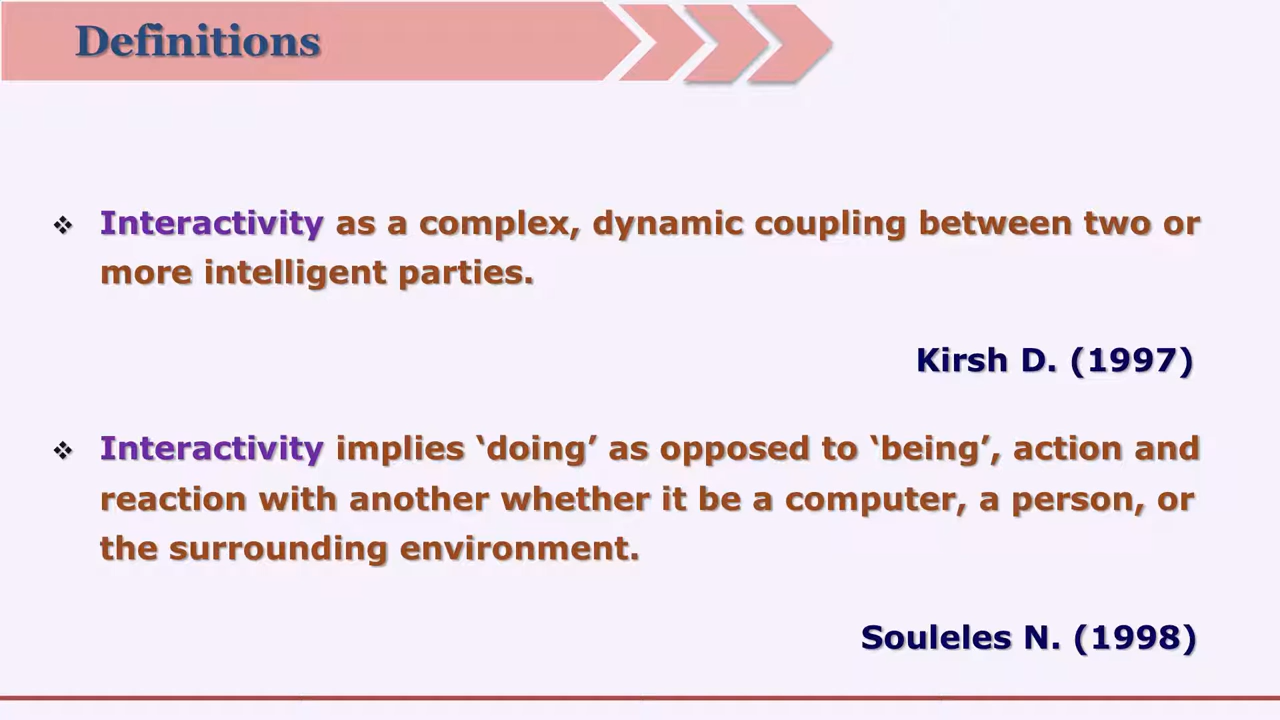 Definitions
❖ Interactivity as a complex, dynamic coupling between two or
more intelligent parties.
Kirsh D. (1997)
❖ Interactivity implies ‘doing’ as opposed to ‘being’, action and
reaction with another whether it be a computer, a person, or
the surrounding environment.
Souleles N. (1998)